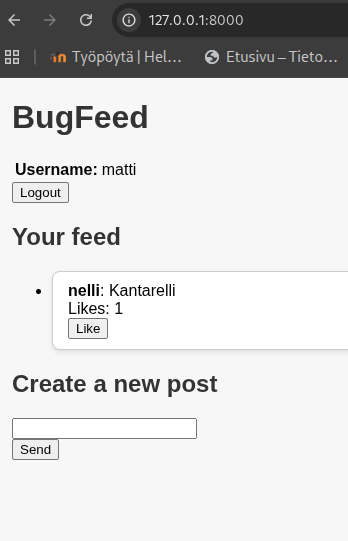 127.0.0.1:8000
Työpöytä | Hel...
Etusivu – Tieto...
BugFeed
Username: matti
Logout
Your feed
nelli: Kantarelli
Likes: 1
Like
Create a new post
Send